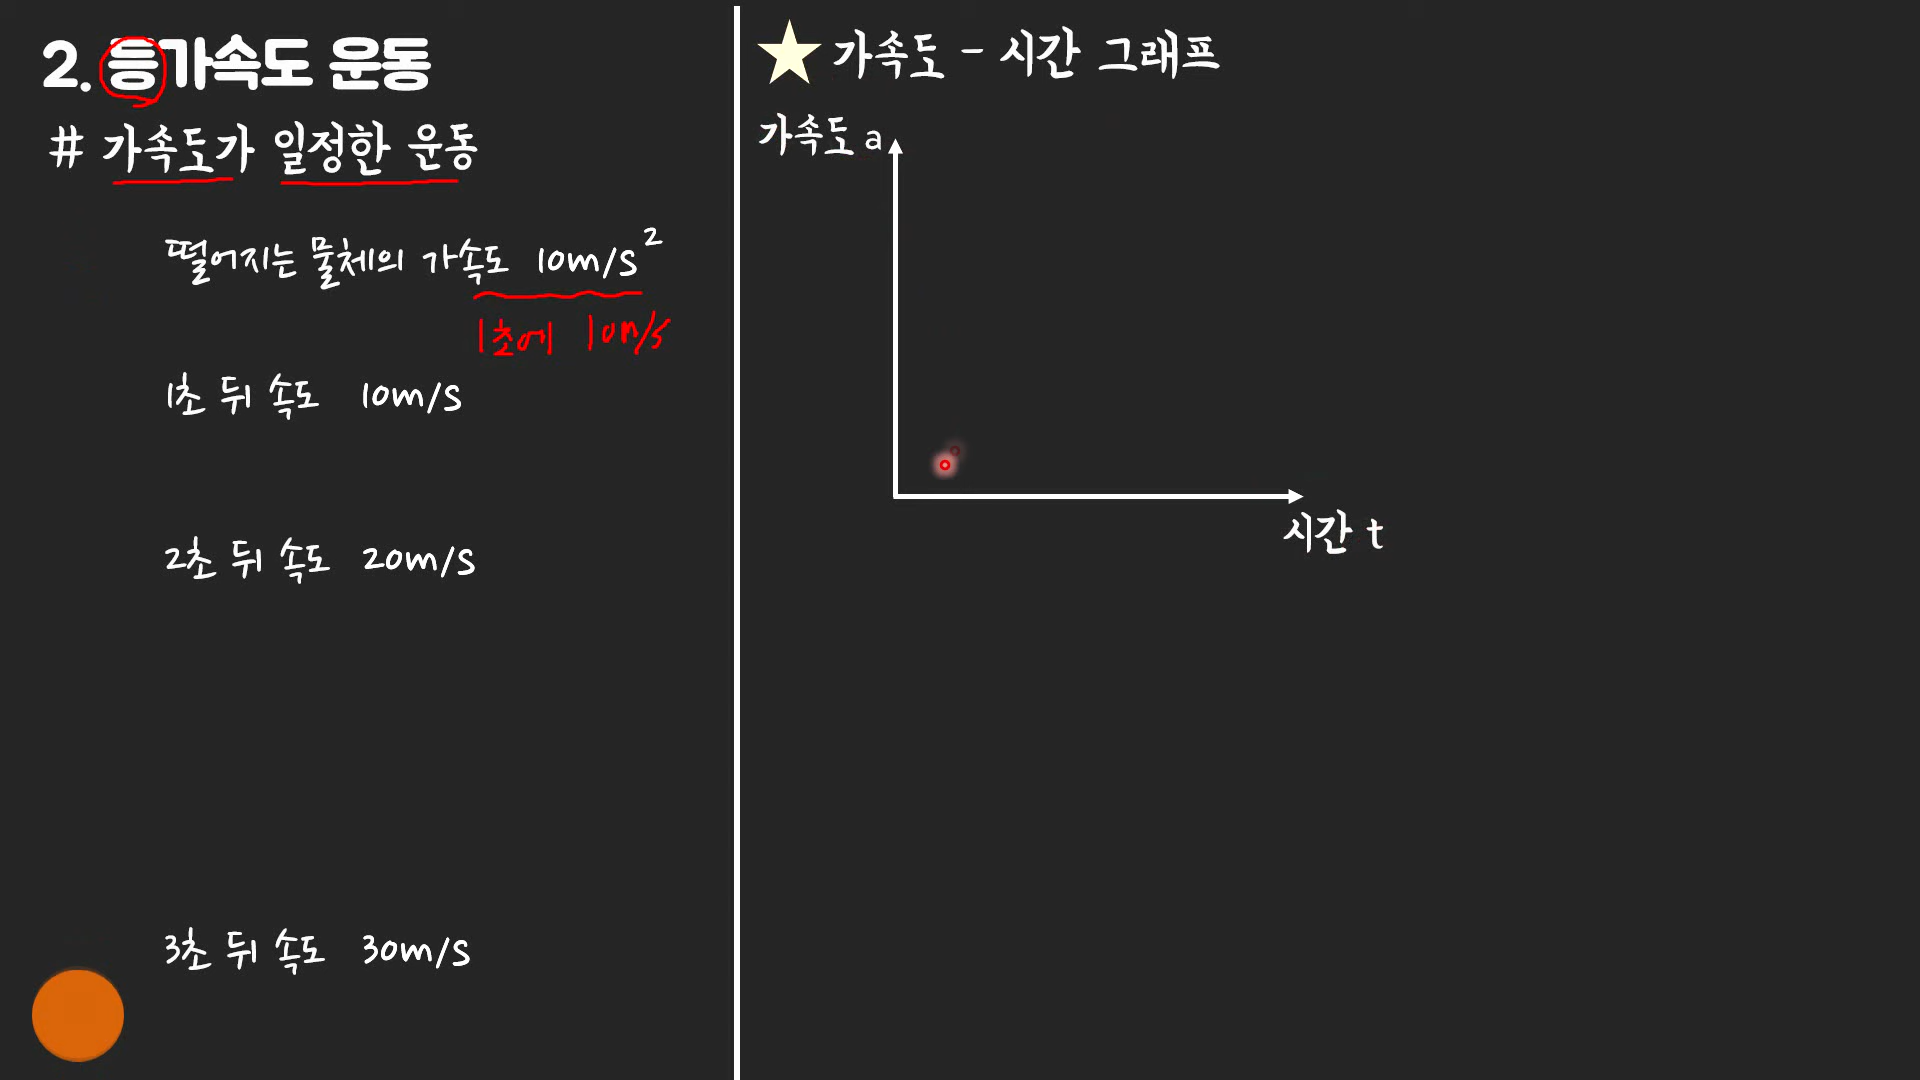 2. 등가속도 운동
# 가속도가 일정한 운동
떨어지는 물체의 가속도 10m/s²
1초에 10m/s
1초 뒤 속도 10m/s
2초 뒤 속도 20m/s
3초 뒤 속도 30m/s
★ 가속도 - 시간 그래프
가속도 a
시간 t